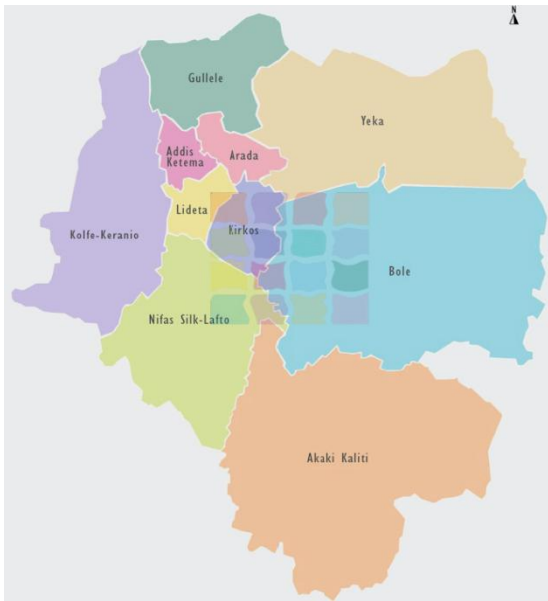 N
Gullele
Yeka
Addis
Ketema
Arada
Lideta
Kirkos
Kolfe-Keranio
Bole
Nifas Silk-Lafto
Akaki Kaliti